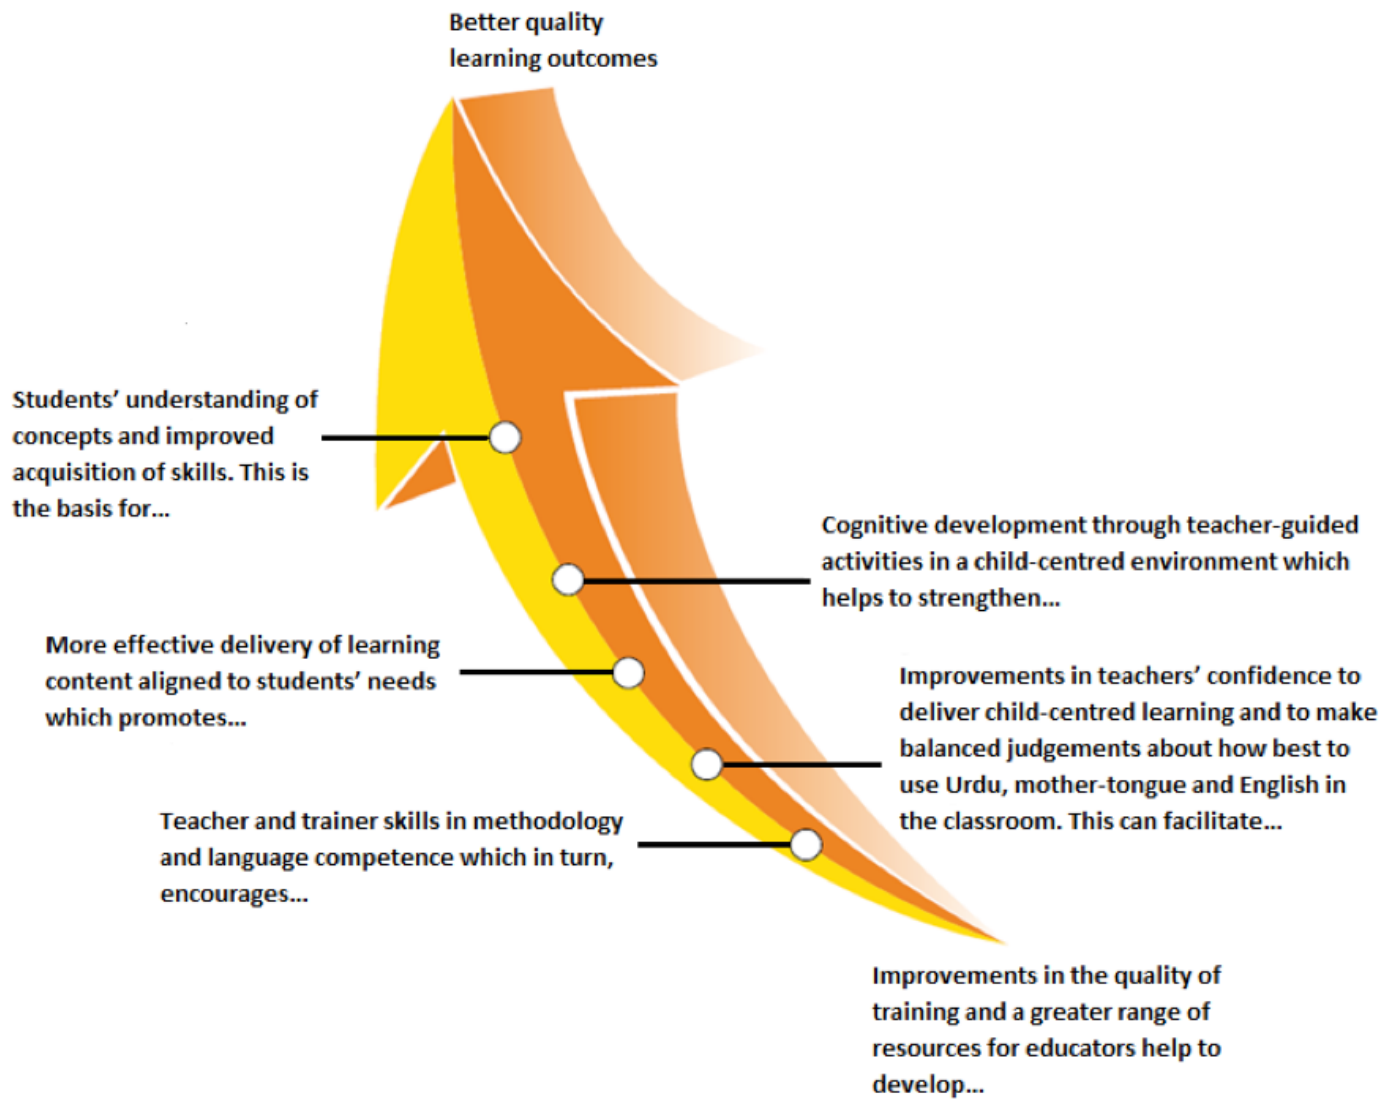 Better quality
learning outcomes
Students’ understanding of
concepts and improved
acquisition of skills. This is
the basis for...
Cognitive development through teacher-guided
activities in a child-centred environment which
helps to strengthen...
More effective delivery of learning
content aligned to students’ needs
which promotes...
Improvements in teachers’ confidence to
deliver child-centred learning and to make
balanced judgements about how best to
use Urdu, mother-tongue and English in
the classroom. This can facilitate...
Teacher and trainer skills in methodology
and language competence which in turn,
encourages...
Improvements in the quality of
training and a greater range of
resources for educators help to
develop...